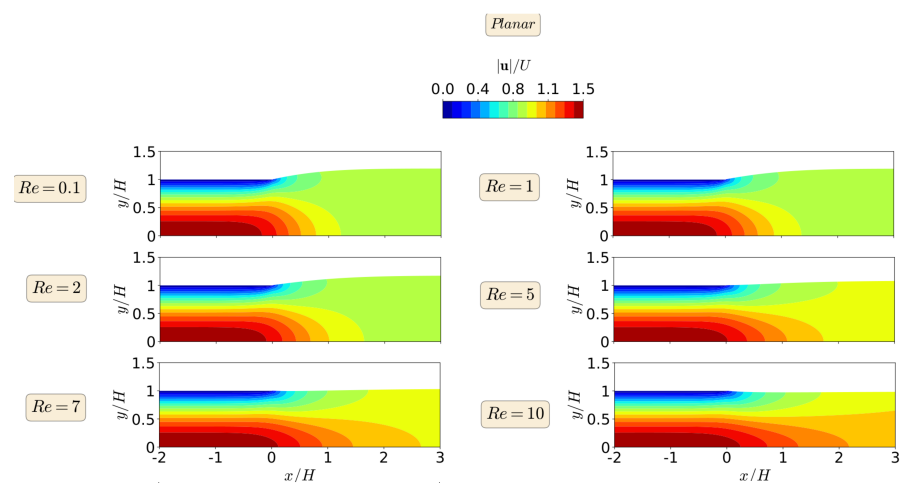 Planar
|u|/U
0.0 0.4 0.8 1.1 1.5
Re = 0.1
1.5
1
0.5
0
y/H
Re = 1
1.5
1
0.5
0
y/H
Re = 2
1.5
1
0.5
0
y/H
Re = 5
1.5
1
0.5
0
y/H
Re = 7
1.5
1
0.5
0
y/H
-2 -1 0 1 2 3
x/H
Re = 10
1.5
1
0.5
0
y/H
-2 -1 0 1 2 3
x/H